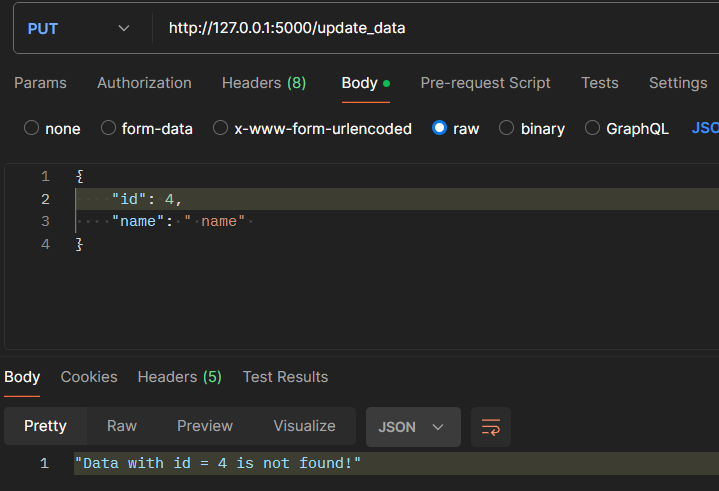 PUT http://127.0.0.1:5000/update_data
Params Authorization Headers (8) Body Pre-request Script Tests Settings
none form-data x-www-form-urlencoded raw binary GraphQL JSO
1 {
2 "id": 4,
3 "name": " name"
4 }
Body Cookies Headers (5) Test Results
Pretty Raw Preview Visualize JSON
1 "Data with id = 4 is not found!"